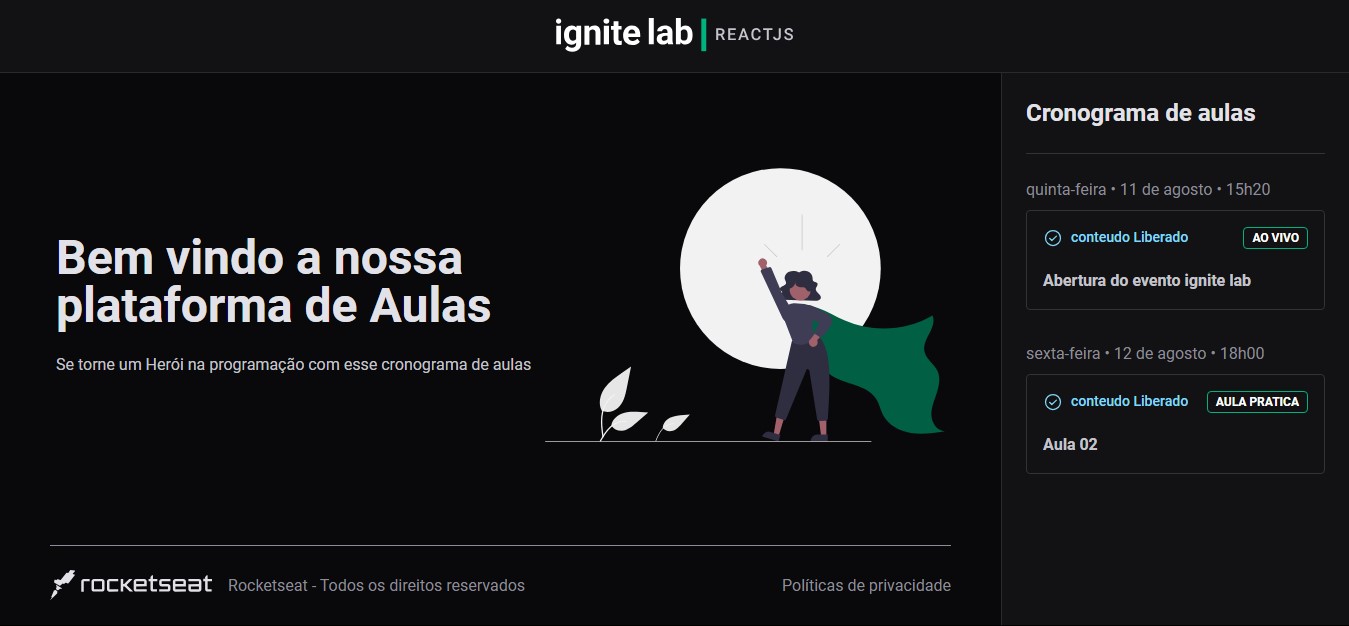 ignite lab | REACTJS
Bem vindo a nossa
plataforma de Aulas
Se torne um Herói na programação com esse cronograma de aulas
Cronograma de aulas
quinta-feira • 11 de agosto • 15h20
conteudo Liberado AO VIVO
Abertura do evento ignite lab
sexta-feira • 12 de agosto • 18h00
conteudo Liberado AULA PRATICA
Aula 02
rocketseat Rocketseat - Todos os direitos reservados Políticas de privacidade